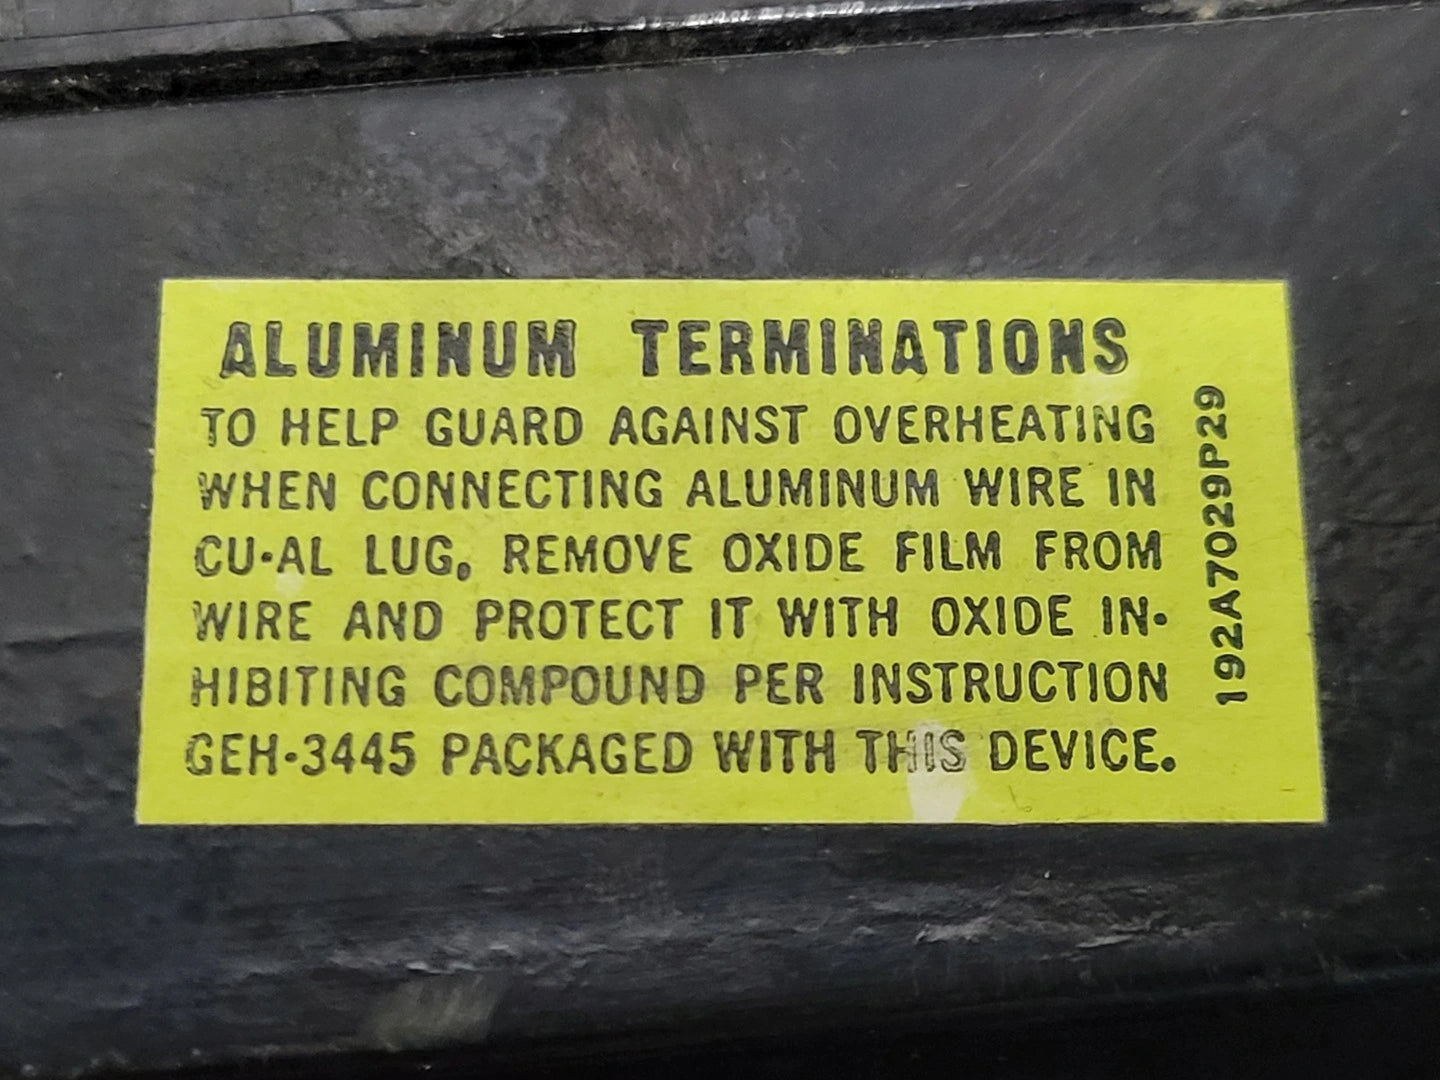 ALUMINUM TERMINATIONS
TO HELP GUARD AGAINST OVERHEATING
WHEN CONNECTING ALUMINUM WIRE IN
CU-AL LUG, REMOVE OXIDE FILM FROM
WIRE AND PROTECT IT WITH OXIDE IN-
HIBITING COMPOUND PER INSTRUCTION
GEH-3445 PACKAGED WITH THIS DEVICE.
192A7029P29